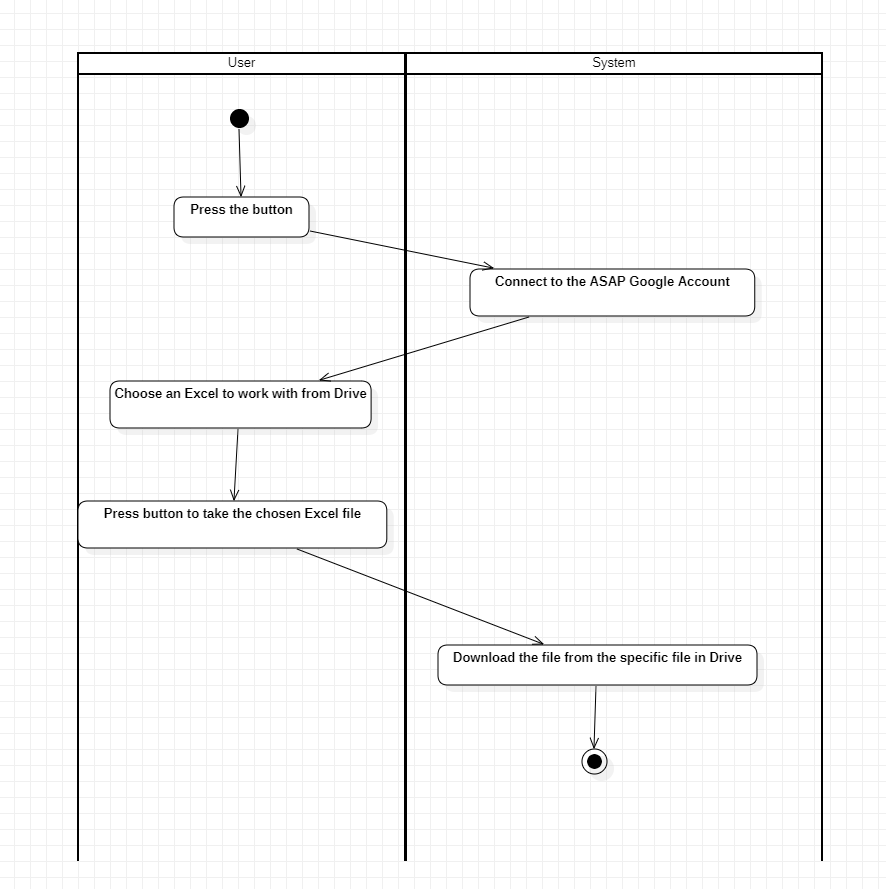 User
System
Press the button
Connect to the ASAP Google Account
Choose an Excel to work with from Drive
Press button to take the chosen Excel file
Download the file from the specific file in Drive